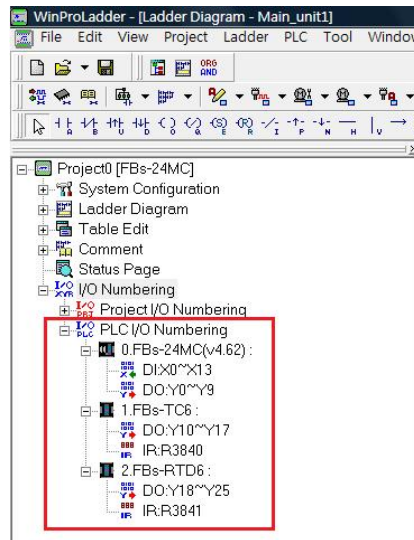 WinProLadder - [Ladder Diagram - Main_unit1]
File Edit View Project Ladder PLC Tool Window
ORG
AND
A B U D E Q S R I P N H V
Project0 [FBs-24MC]
System Configuration
Ladder Diagram
Table Edit
Comment
Status Page
I/O Numbering
Project I/O Numbering
PLC I/O Numbering
0.FBs-24MC(v4.62) :
DI:X0~X13
DO:Y0~Y9
1.FBs-TC6 :
DO:Y10~Y17
IR:R3840
2.FBs-RTD6 :
DO:Y18~Y25
IR:R3841